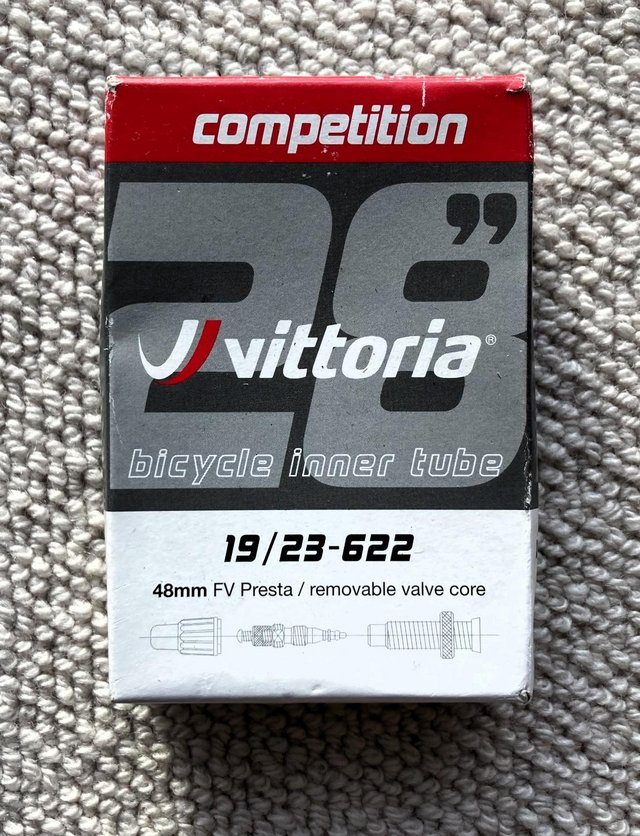 competition
28”
vittoria®
bicycle inner tube
19/23-622
48mm FV Presta / removable valve core